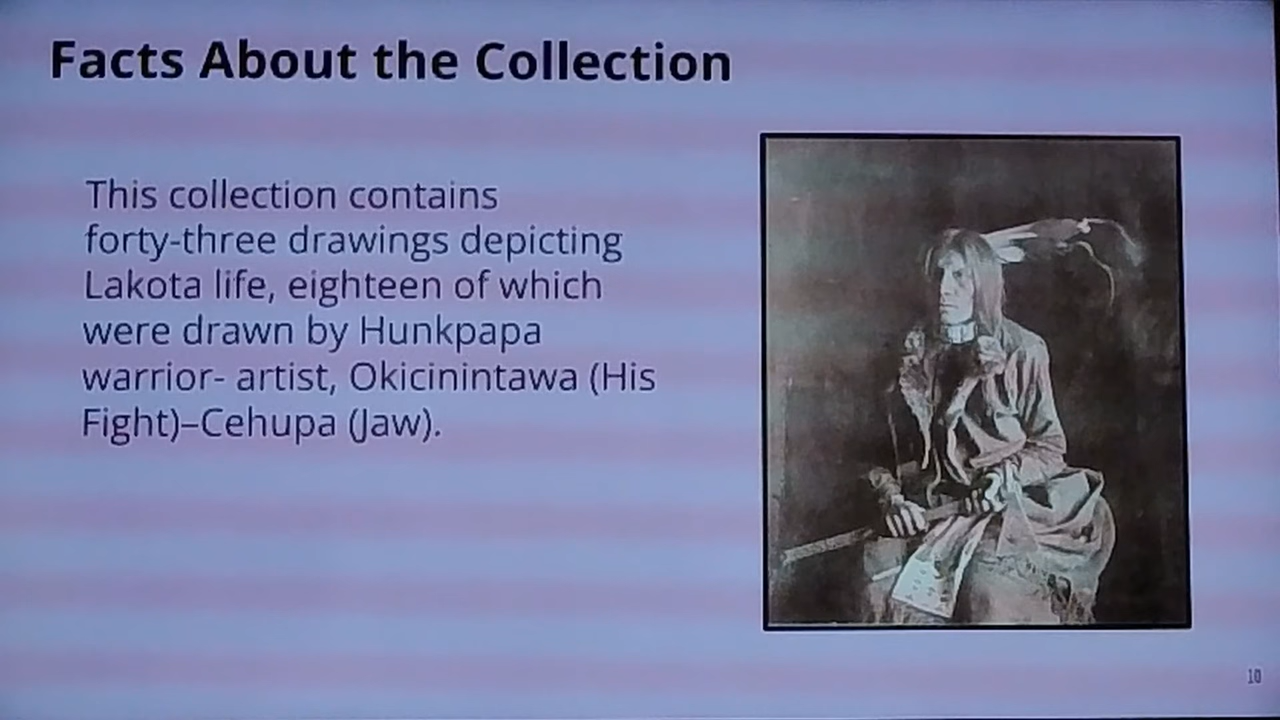 Facts About the Collection
This collection contains
forty-three drawings depicting
Lakota life, eighteen of which
were drawn by Hunkpapa
warrior- artist, Okicinintawa (His
Fight)–Cehupa (Jaw).
10